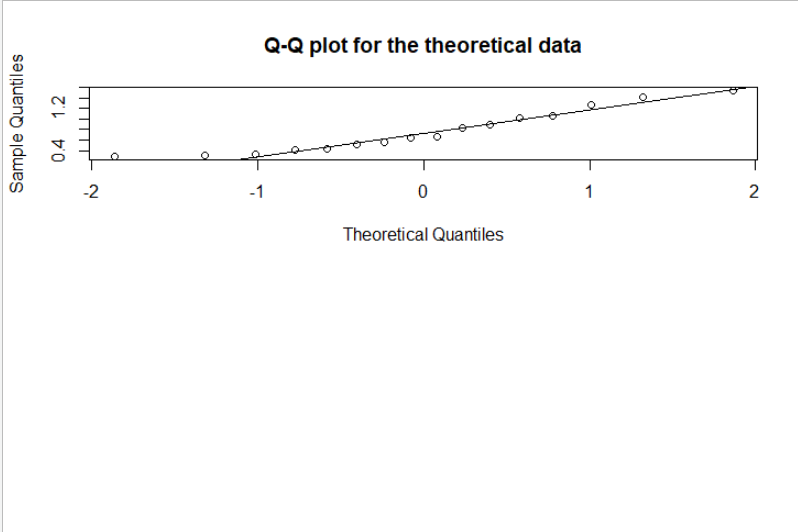 Q-Q plot for the theoretical data
Sample Quantiles
1.2
0.4
-2 -1 0 1 2
Theoretical Quantiles